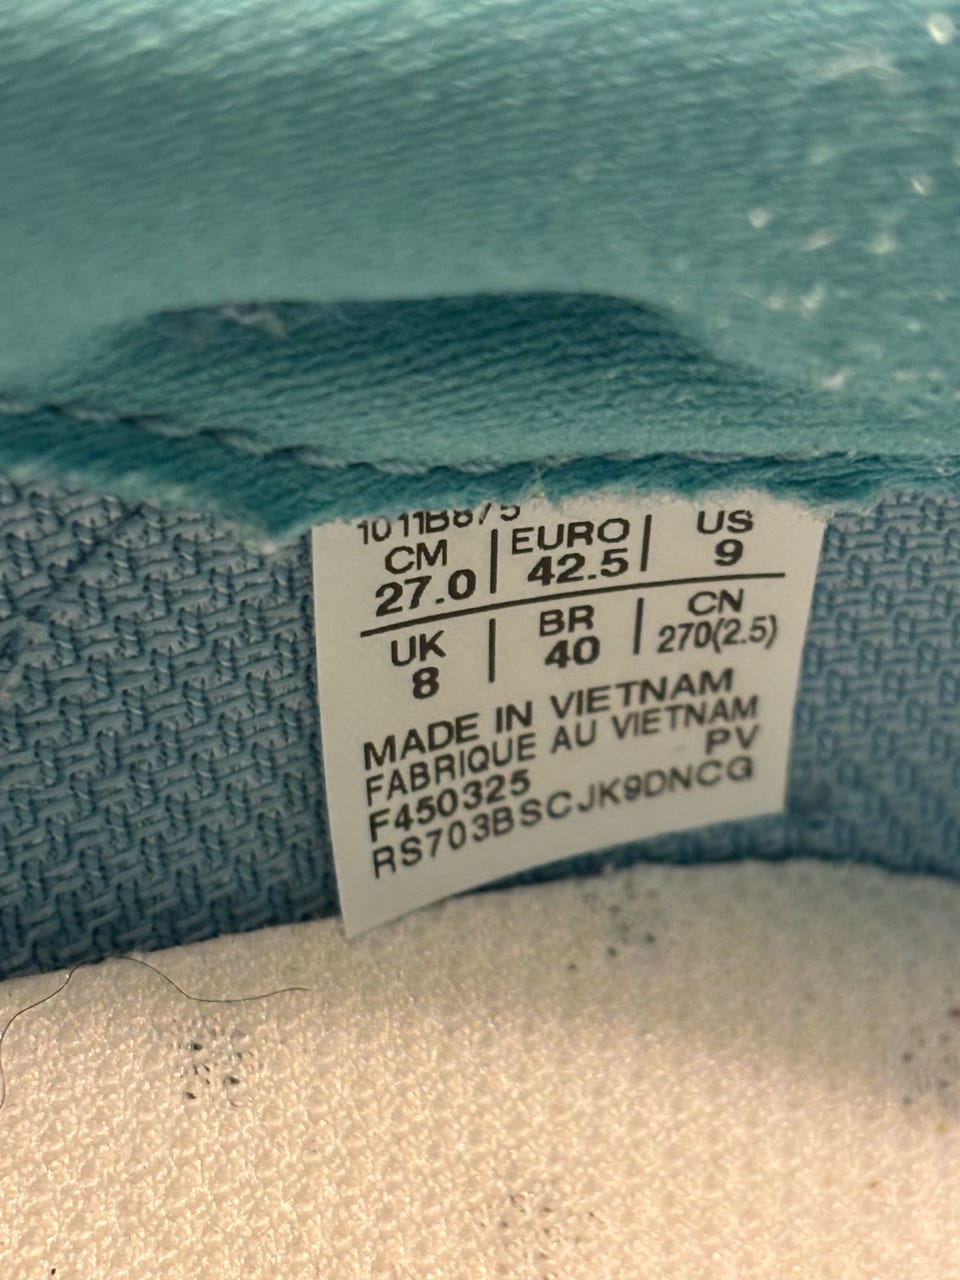 1011B875
CM EURO US
27.0 42.5 9
UK BR CN
8 40 270(2.5)
MADE IN VIETNAM
FABRIQUE AU VIETNAM
F450325 PV
RS703BSCJK9DNCG